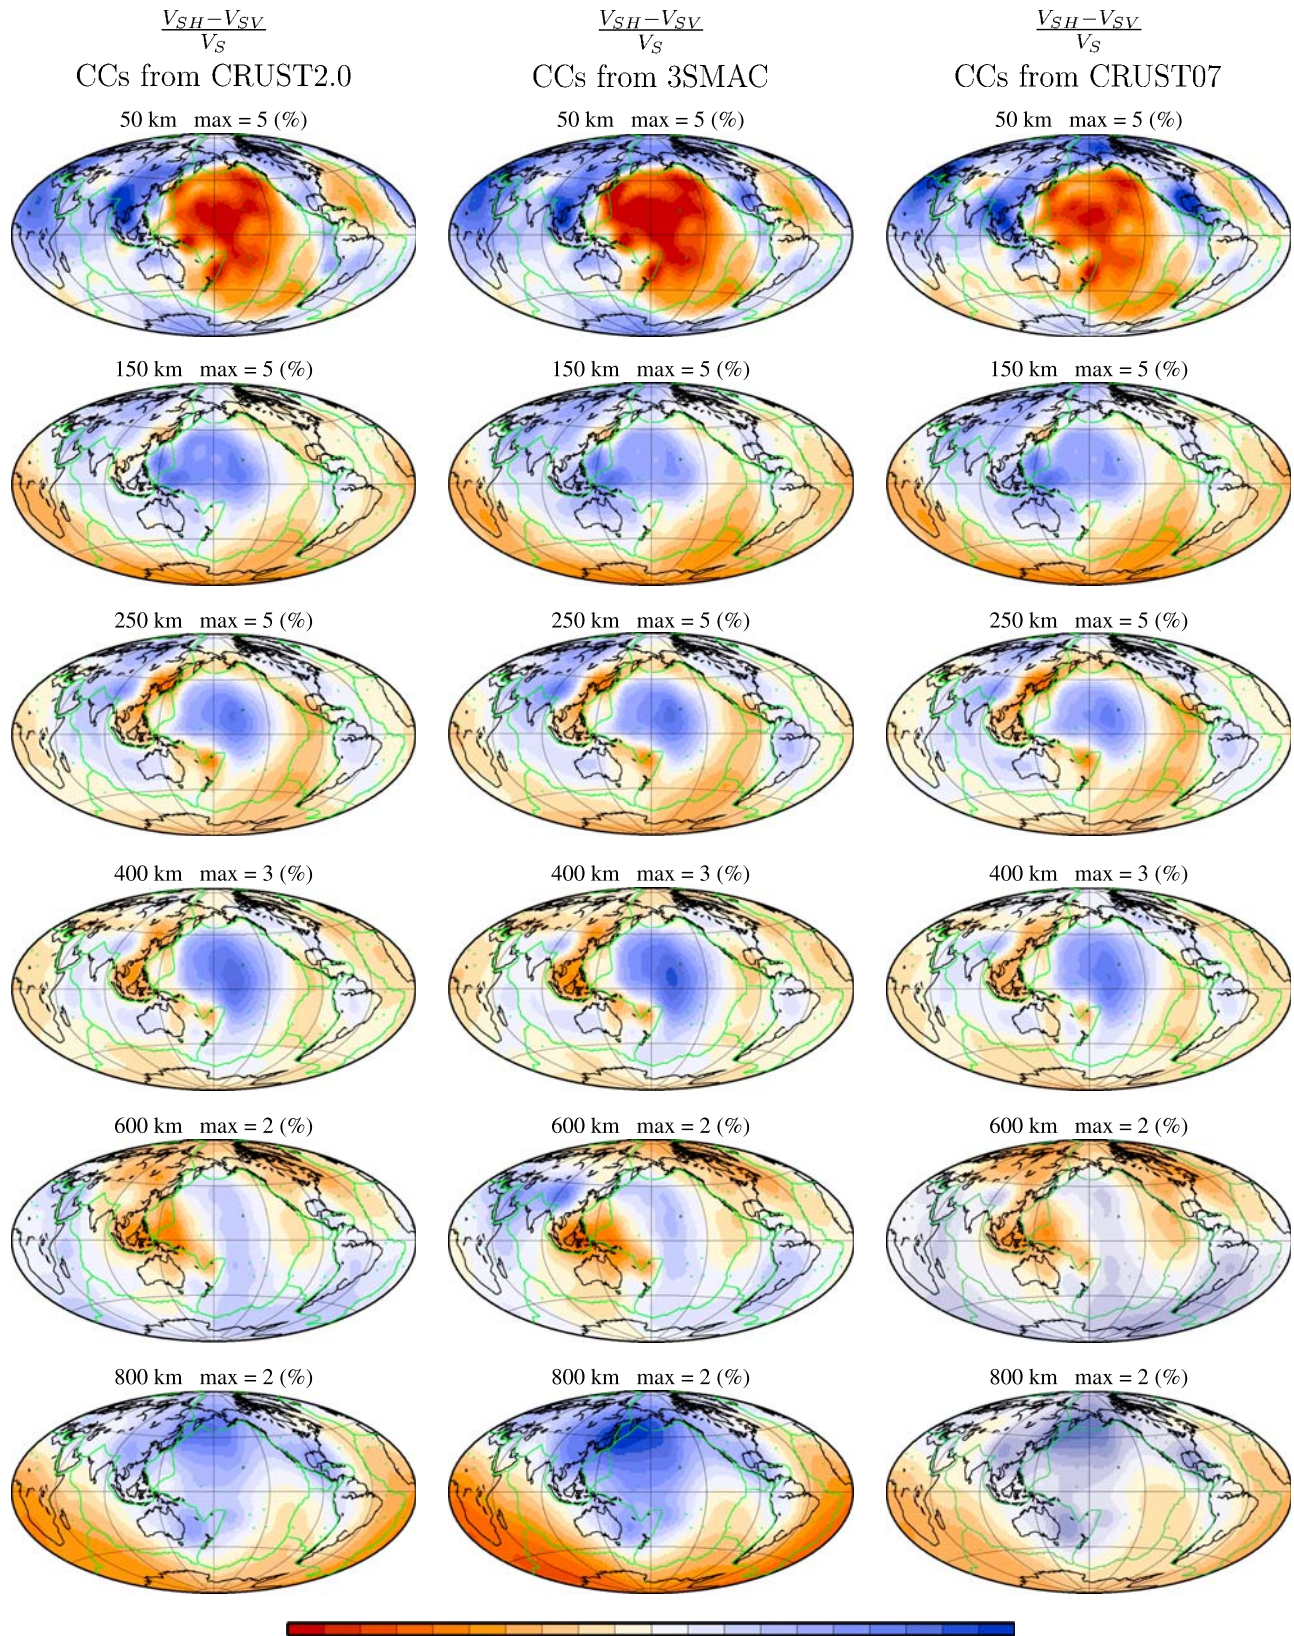 V_SH−V_SV / V_S V_SH−V_SV / V_S V_SH−V_SV / V_S
CCs from CRUST2.0 CCs from 3SMAC CCs from CRUST07
50 km max = 5 (%) 50 km max = 5 (%) 50 km max = 5 (%)
150 km max = 5 (%) 150 km max = 5 (%) 150 km max = 5 (%)
250 km max = 5 (%) 250 km max = 5 (%) 250 km max = 5 (%)
400 km max = 3 (%) 400 km max = 3 (%) 400 km max = 3 (%)
600 km max = 2 (%) 600 km max = 2 (%) 600 km max = 2 (%)
800 km max = 2 (%) 800 km max = 2 (%) 800 km max = 2 (%)